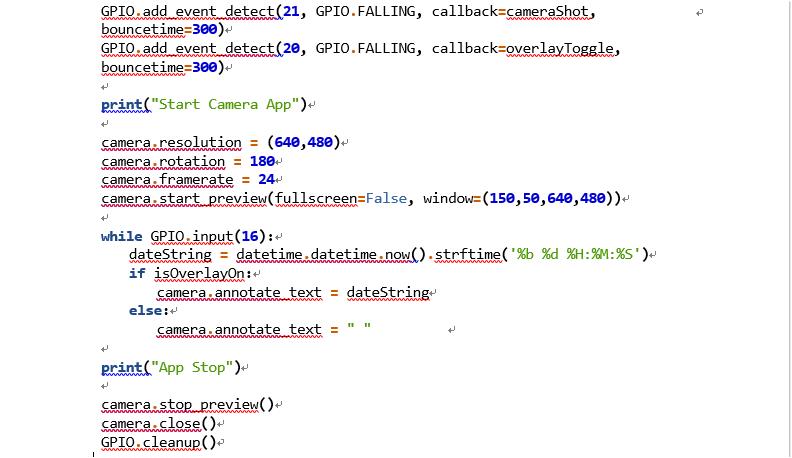 GPIO.add_event_detect(21, GPIO.FALLING, callback=cameraShot,
bouncetime=300)
GPIO.add_event_detect(20, GPIO.FALLING, callback=overlayToggle,
bouncetime=300)
print("Start Camera App")
camera.resolution = (640,480)
camera.rotation = 180
camera.framerate = 24
camera.start_preview(fullscreen=False, window=(150,50,640,480))
while GPIO.input(16):
dateString = datetime.datetime.now().strftime('%b %d %H:%M:%S')
if isOverlayOn:
camera.annotate_text = dateString
else:
camera.annotate_text = " "
print("App Stop")
camera.stop_preview()
camera.close()
GPIO.cleanup()